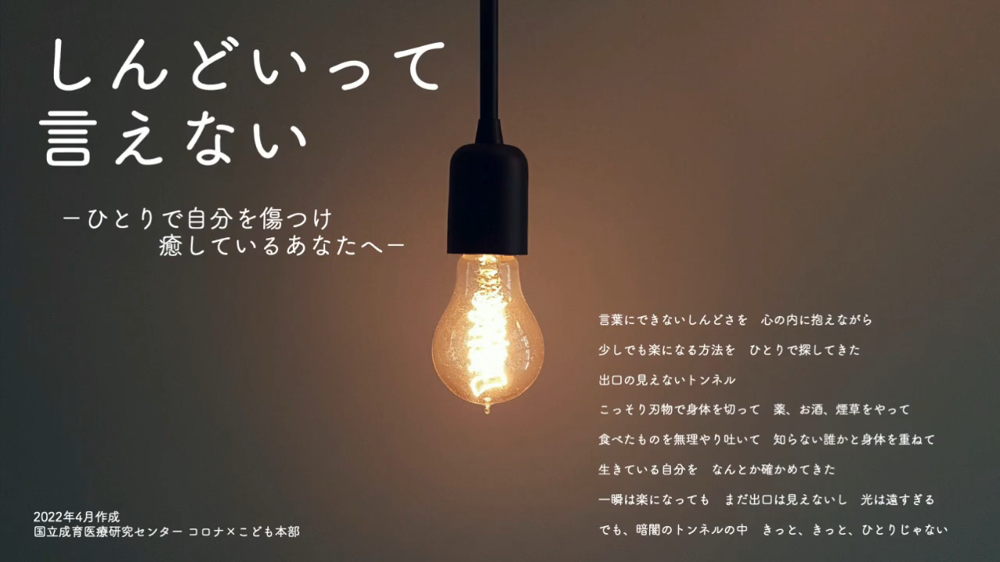 しんどいって
言えない
－ひとりで自分を傷つけ
癒しているあなたへ－
言葉にできないしんどさを　心の内に抱えながら
少しでも楽になる方法を　ひとりで探してきた
出口の見えないトンネル
こっそり刃物で身体を切って　薬、お酒、煙草をやって
食べたものを無理やり吐いて　知らない誰かと身体を重ねて
生きている自分を　なんとか確かめてきた
一瞬は楽になっても　まだ出口は見えないし　光は遠すぎる
でも、暗闇のトンネルの中　きっと、きっと、ひとりじゃない
2022年4月作成
国立成育医療研究センター コロナ×こども本部